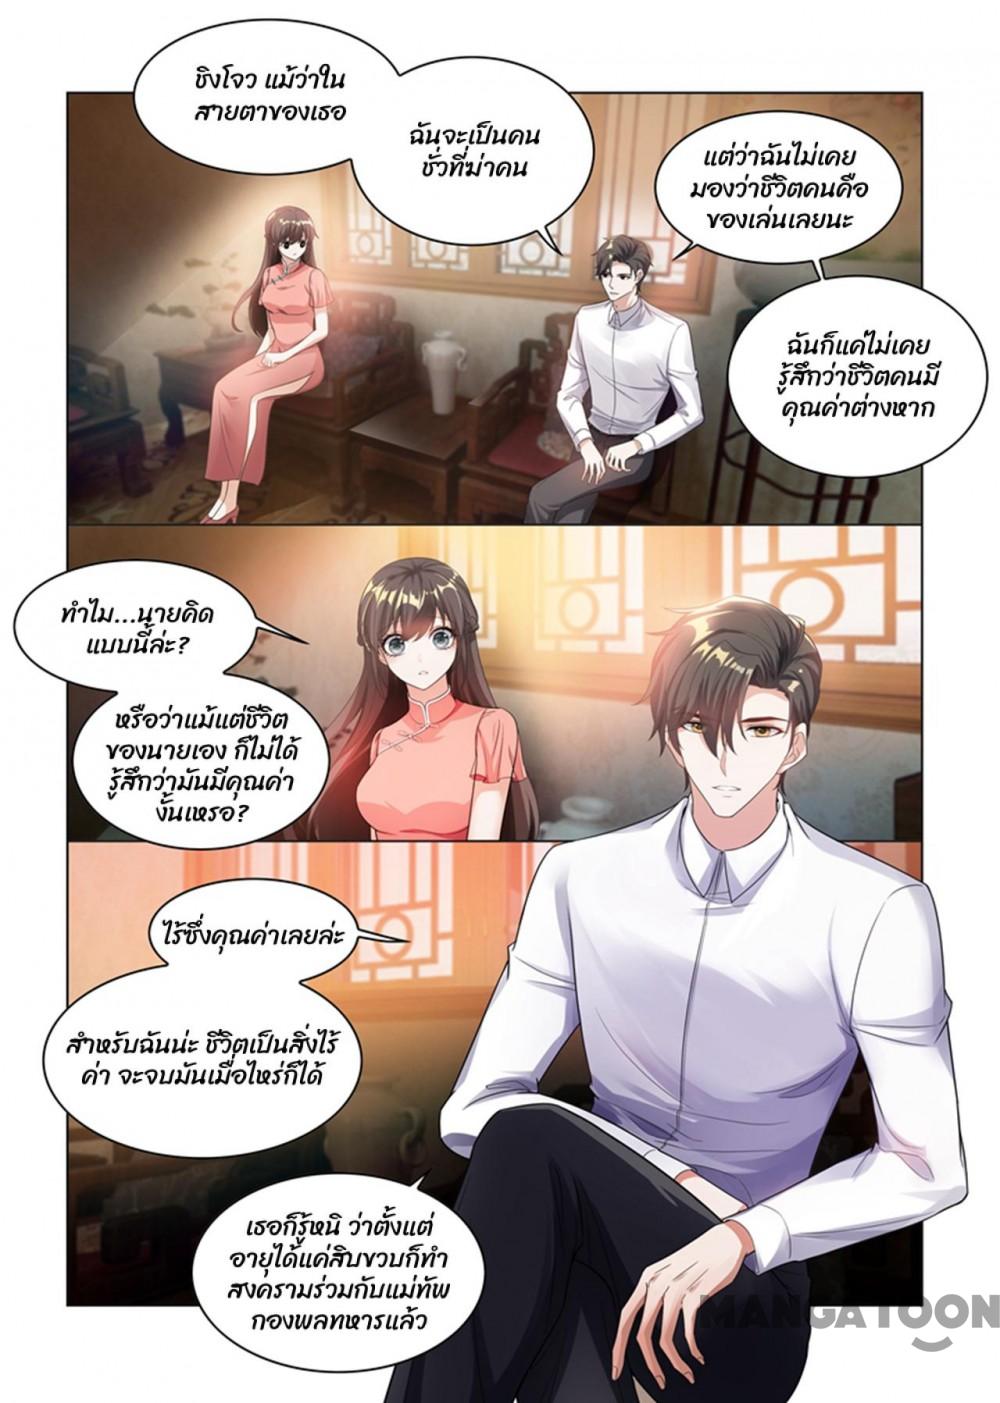 ชิงโจว แม้ว่าใน
สายตาของเธอ
ฉันจะเป็นคน
ชั่วที่ฆ่าคน
แต่ว่าฉันไม่เคย
มองว่าชีวิตคนคือ
ของเล่นเลยนะ
ฉันก็แค่ไม่เคย
รู้สึกว่าชีวิตคนมี
คุณค่าต่างหาก
ทำไม...นายคิด
แบบนี้ล่ะ?
หรือว่าแม้แต่ชีวิต
ของนายเอง ก็ไม่ได้
รู้สึกว่ามันมีคุณค่า
งั้นเหรอ?
ไร้ซึ่งคุณค่าเลยล่ะ
สำหรับฉันน่ะ ชีวิตเป็นสิ่งไร้
ค่า จะจบมันเมื่อไหร่ก็ได้
เธอก็รู้หนิ ว่าตั้งแต่
อายุได้แค่สิบขวบก็ทำ
สงครามร่วมกับแม่ทัพ
กองพลทหารแล้ว
MANGATOON